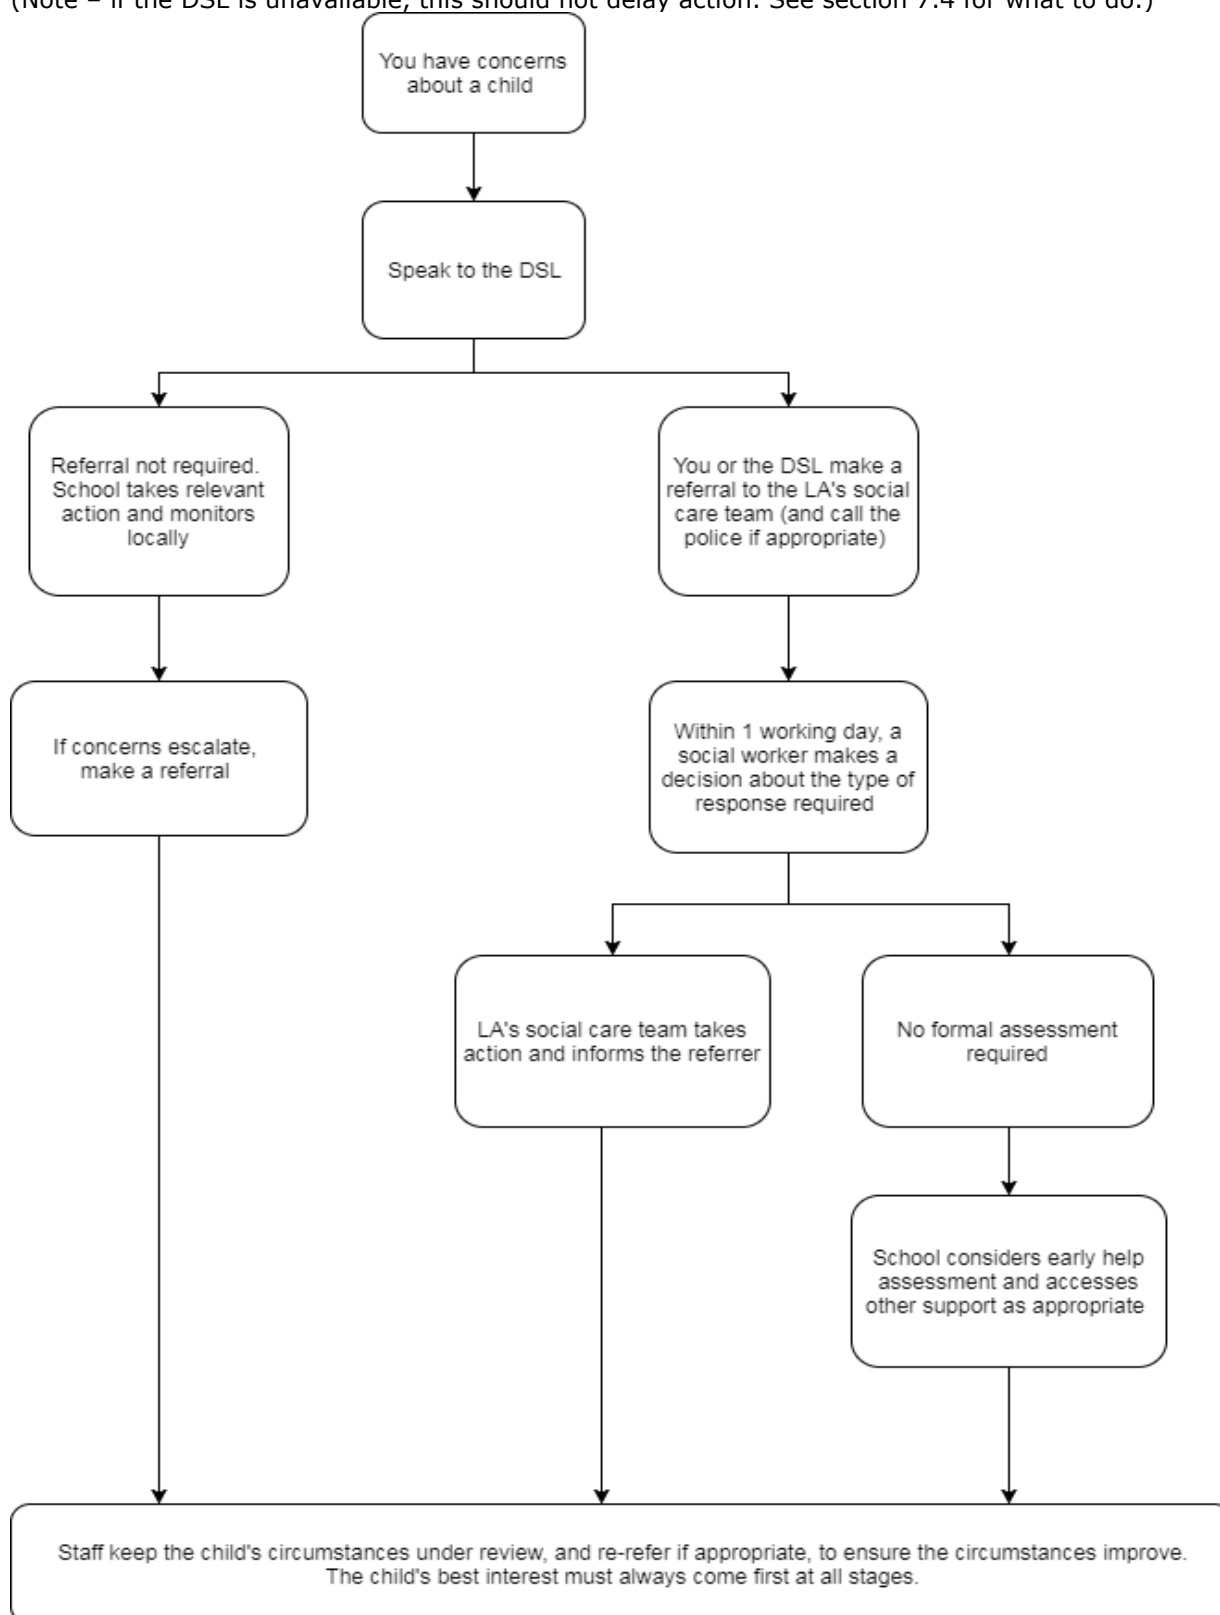 (Note – if the DSL is unavailable, this should not delay action. See section 7.4 for what to do.)
You have concerns
about a child
Speak to the DSL
Referral not required.
School takes relevant
action and monitors
locally
You or the DSL make a
referral to the LA's social
care team (and call the
police if appropriate)
If concerns escalate,
make a referral
Within 1 working day, a
social worker makes a
decision about the type of
response required
LA's social care team takes
action and informs the referrer
No formal assessment
required
School considers early help
assessment and accesses
other support as appropriate
Staff keep the child's circumstances under review, and re-refer if appropriate, to ensure the circumstances improve.
The child's best interest must always come first at all stages.